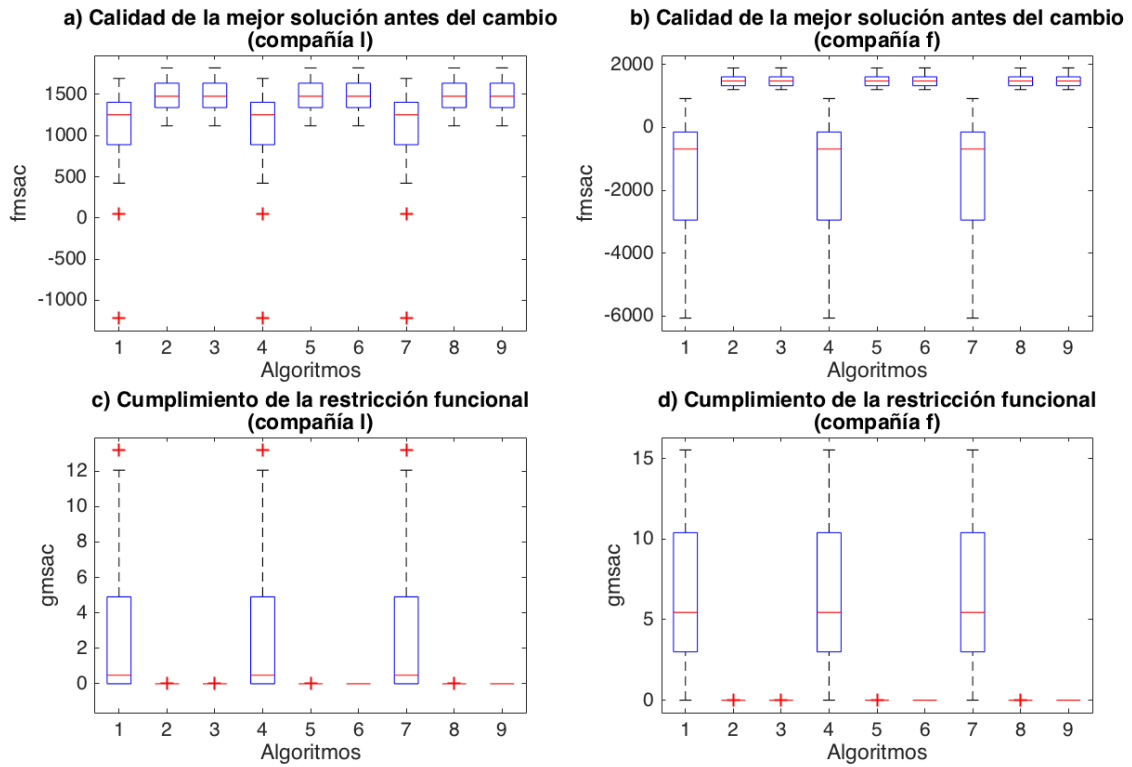 a) Calidad de la mejor solución antes del cambio
(compañía l)
fmsac
1500
1000
500
0
-500
-1000
1 2 3 4 5 6 7 8 9
Algoritmos
b) Calidad de la mejor solución antes del cambio
(compañía f)
fmsac
2000
0
-2000
-4000
-6000
1 2 3 4 5 6 7 8 9
Algoritmos
c) Cumplimiento de la restricción funcional
(compañía l)
gmsac
12
10
8
6
4
2
0
1 2 3 4 5 6 7 8 9
Algoritmos
d) Cumplimiento de la restricción funcional
(compañía f)
gmsac
15
10
5
0
1 2 3 4 5 6 7 8 9
Algoritmos